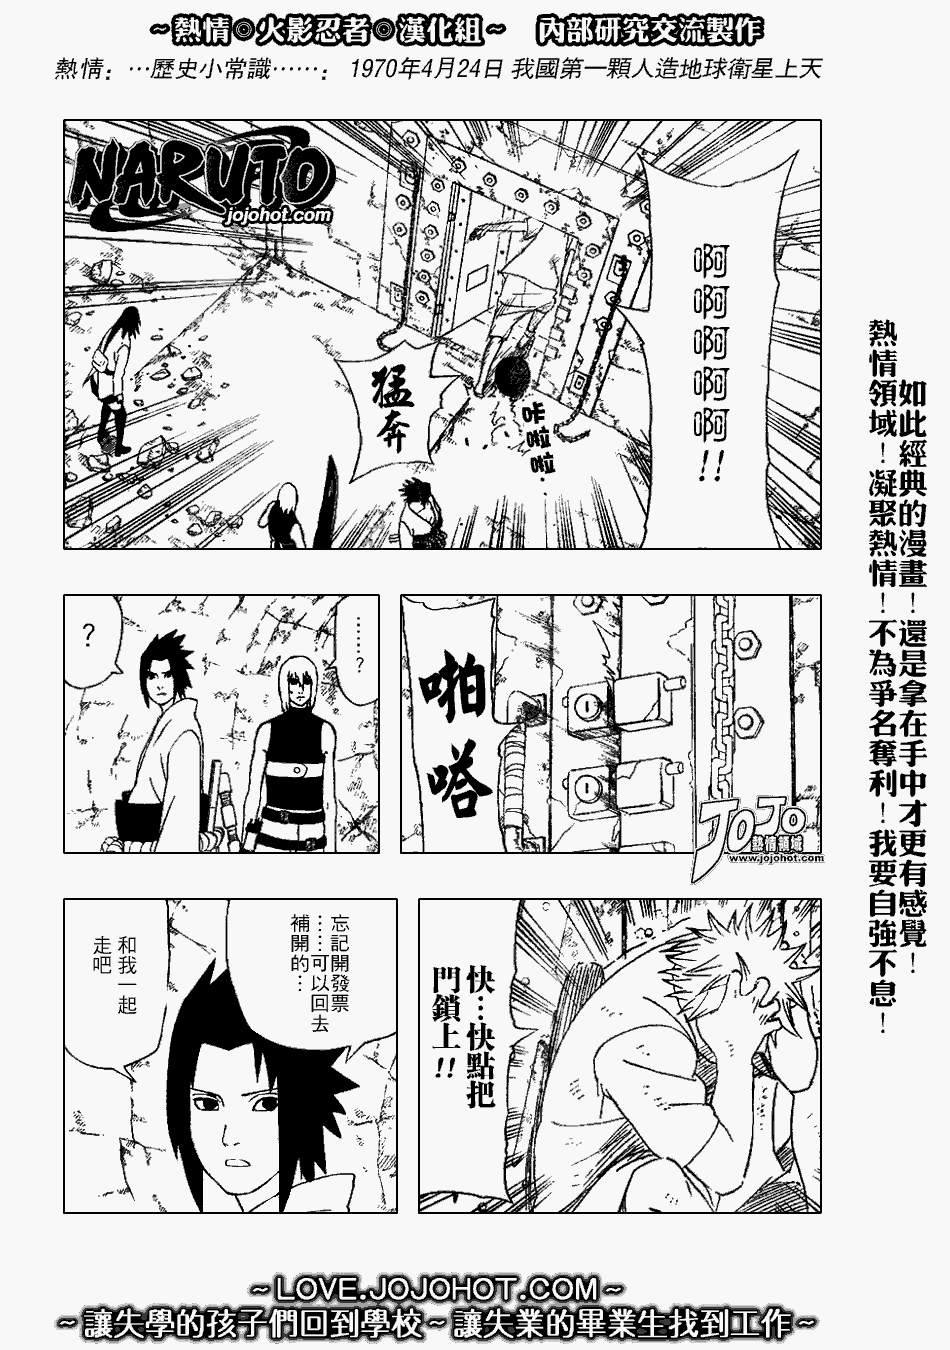 ~熱情◎火影忍者◎漢化組~ 內部研究交流製作
熱情：…歷史小常識……： 1970年4月24日 我國第一顆人造地球衛星上天
NARUTO
jojohot.com
啊啊啊啊啊!!
猛奔
咔啦啦…
啪嗒
……？
？
JOJO
熱情領域
www.jojohot.com
快…快點把
門鎖上!!
忘記開發票
……可以回去
補開的…
和我一起
走吧
如此經典的漫畫！還是拿在手中才更有感覺！
熱情領域！凝聚熱情！不為爭名奪利！我要自強不息！
~LOVE.JOJOHOT.COM~
~讓失學的孩子們回到學校~讓失業的畢業生找到工作~